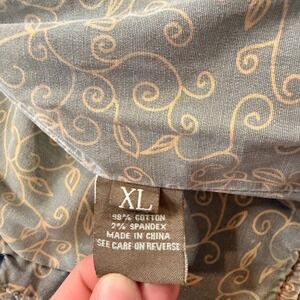 XL
98% COTTON
2% SPANDEX
MADE IN CHINA
SEE CARE ON REVERSE